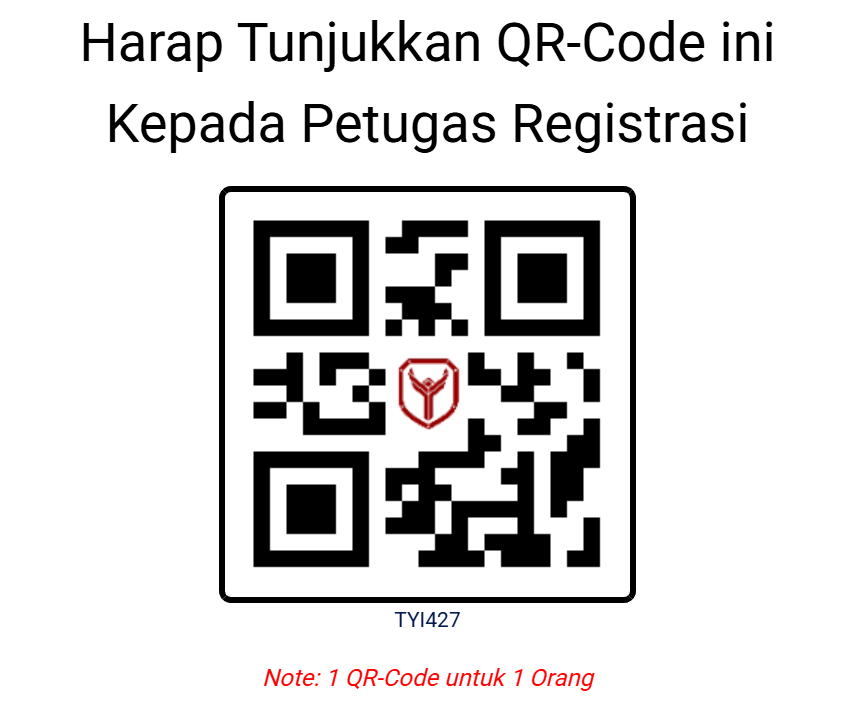 Harap Tunjukkan QR-Code ini
Kepada Petugas Registrasi
TYI427
Note: 1 QR-Code untuk 1 Orang